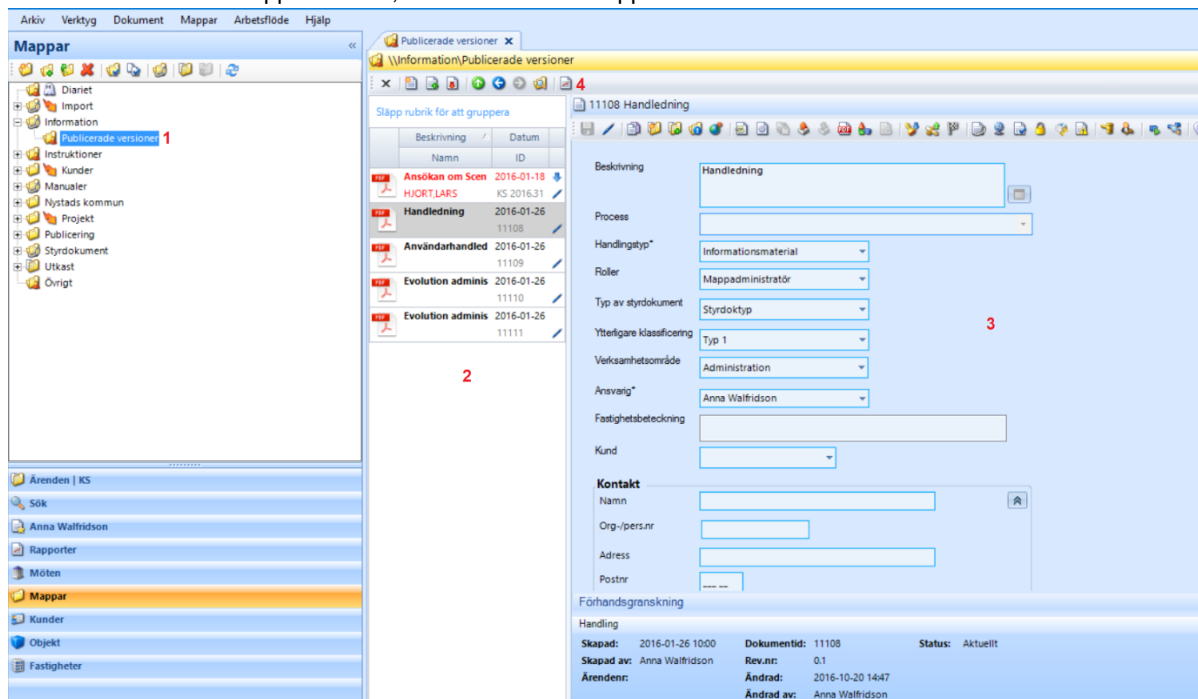 Arkiv Verktyg Dokument Mappar Arbetsflöde Hjälp
Mappar «
Diariet
Import
Information
Publicerade versioner 1
Instruktioner
Kunder
Manualer
Nystads kommun
Projekt
Publicering
Styrdokument
Utkast
Övrigt
Ärenden | KS
Sök
Anna Walfridson
Rapporter
Möten
Mappar
Kunder
Objekt
Fastigheter
Publicerade versioner x
\\Information\Publicerade versioner
4
Släpp rubrik för att gruppera
Beskrivning Datum
Namn ID
Ansökan om Scen 2016-01-18
HJORT,LARS KS 2016.31
Handledning 2016-01-26
11108
Användarhandled 2016-01-26
11109
Evolution adminis 2016-01-26
11110
Evolution adminis 2016-01-26
11111
2
11108 Handledning
Beskrivning Handledning
Process
Handlingstyp* Informationsmaterial
Roller Mappadministratör
Typ av styrdokument Styrdoktyp
3
Ytterligare klassificering Typ 1
Verksamhetsområde Administration
Ansvarig* Anna Walfridson
Fastighetsbeteckning
Kund
Kontakt
Namn
Org-/pers.nr
Adress
Postnr ___ __
Förhandsgranskning
Handling
Skapad: 2016-01-26 10:00 Dokumentid: 11108 Status: Aktuellt
Skapad av: Anna Walfridson Rev.nr: 0.1
Ärendenr: Ändrad: 2016-10-20 14:47
Ändrad av: Anna Walfridson